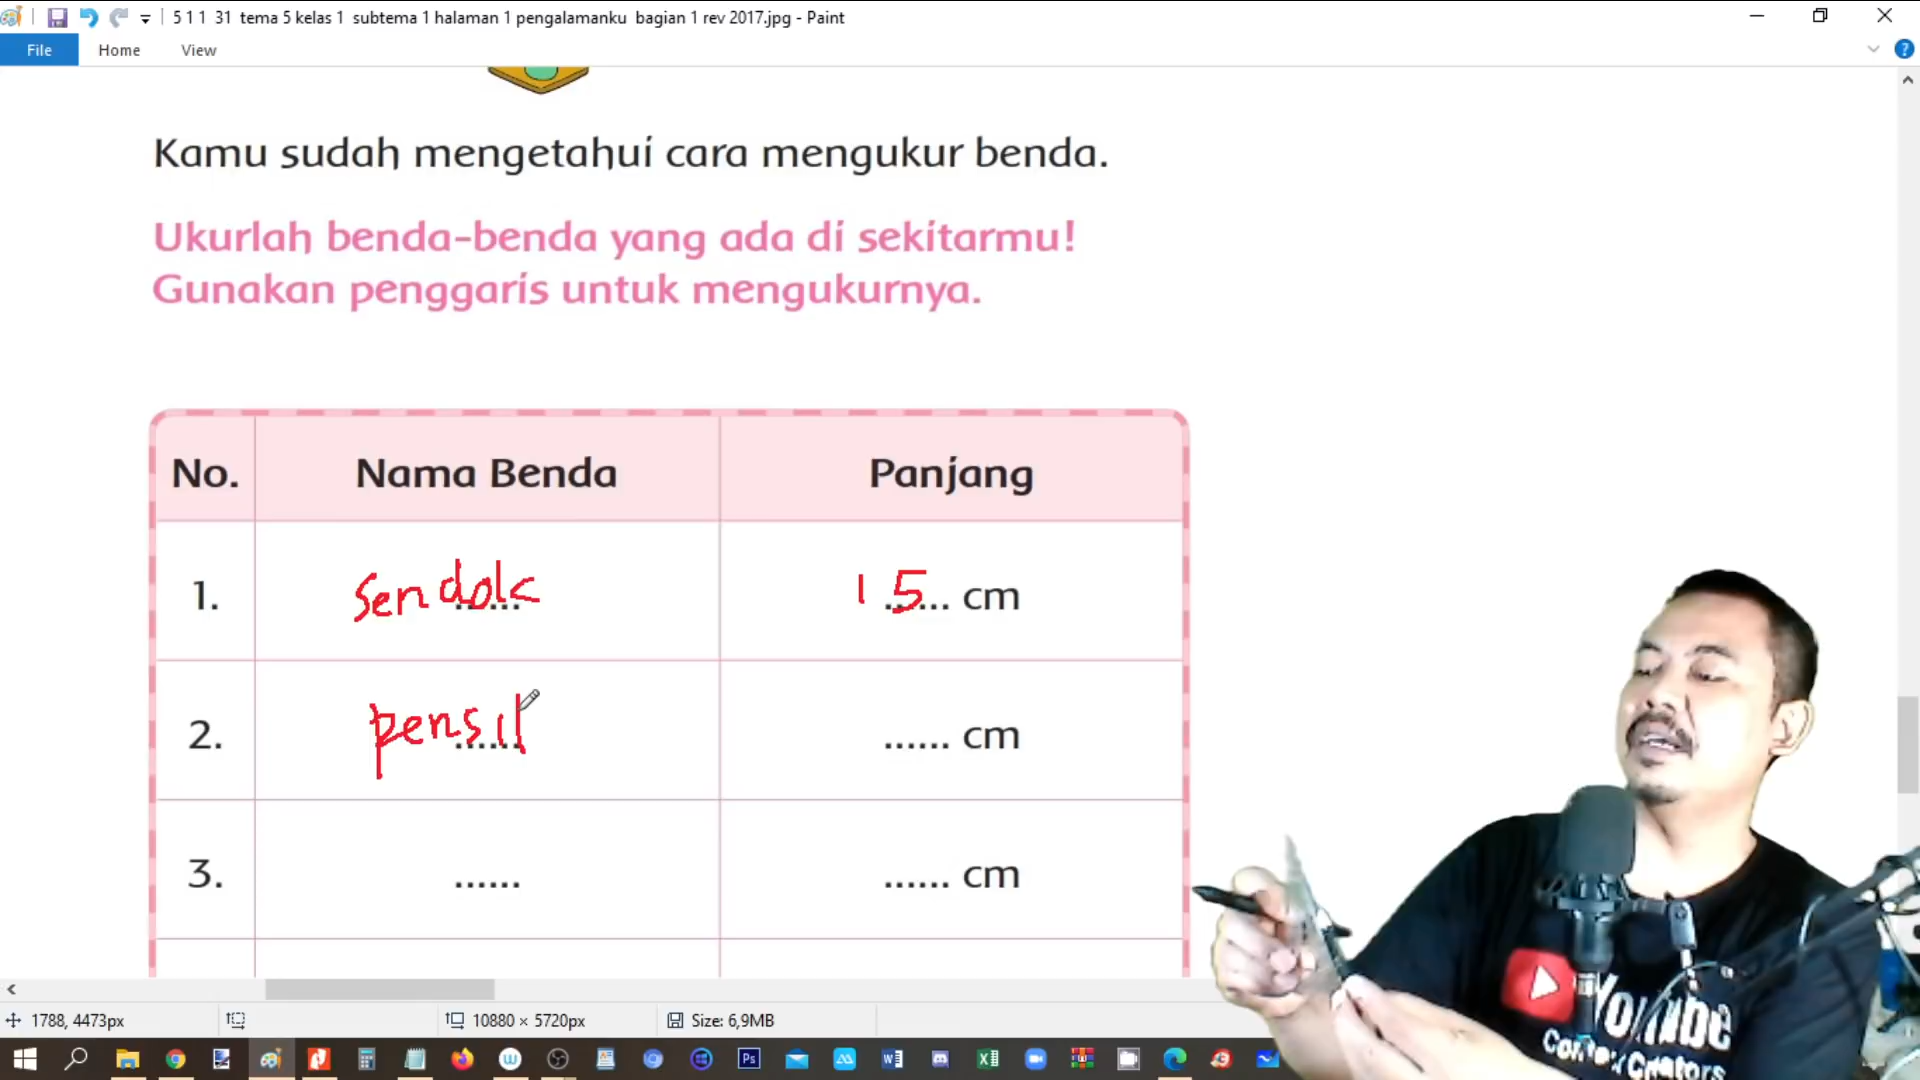 5 1 1 31 tema 5 kelas 1 subtema 1 halaman 1 pengalamanku bagian 1 rev 2017.jpg - Paint
File Home View
Kamu sudah mengetahui cara mengukur benda.
Ukurlah benda-benda yang ada di sekitarmu!
Gunakan penggaris untuk mengukurnya.
No. Nama Benda Panjang
1. sendok 15 ...... cm
2. pensil ...... cm
3. ...... ...... cm
YouTube
Content Creators
1788, 4473px 10880 × 5720px Size: 6,9MB